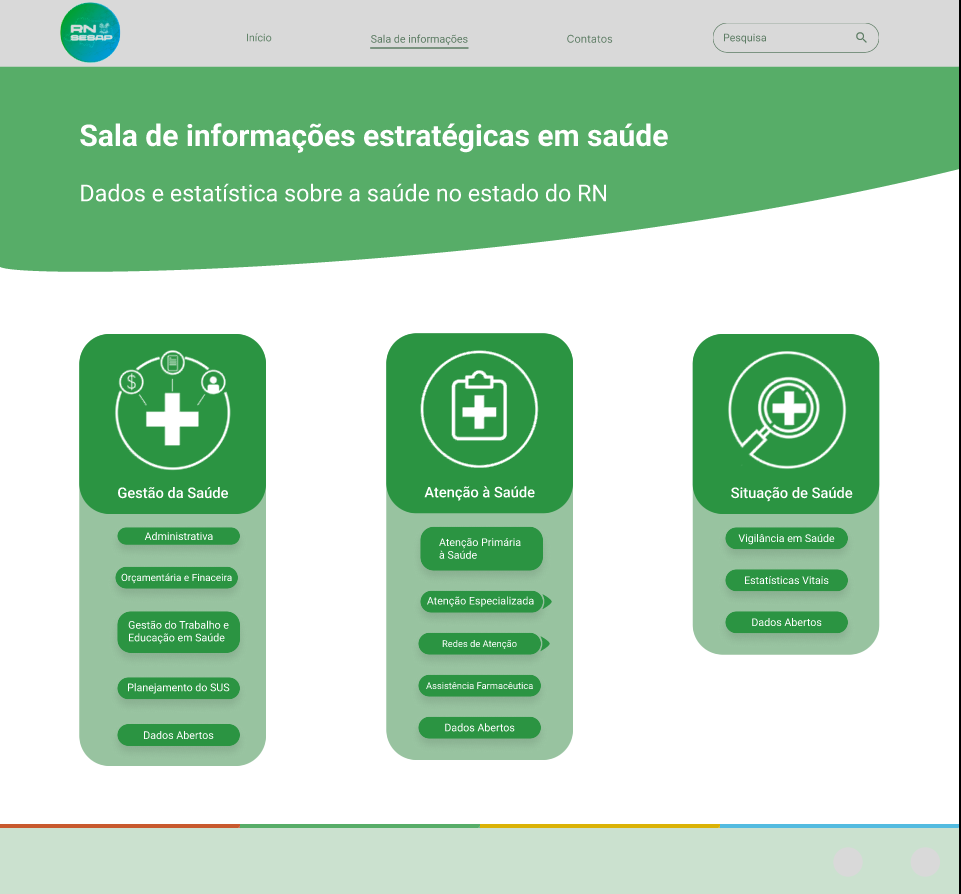 RN
SESAP
Início
Sala de informações
Contatos
Pesquisa
Sala de informações estratégicas em saúde
Dados e estatística sobre a saúde no estado do RN
$
Gestão da Saúde
Administrativa
Orçamentária e Finaceira
Gestão do Trabalho e
Educação em Saúde
Planejamento do SUS
Dados Abertos
Atenção à Saúde
Atenção Primária
à Saúde
Atenção Especializada
Redes de Atenção
Assistência Farmacêutica
Dados Abertos
Situação de Saúde
Vigilância em Saúde
Estatísticas Vitais
Dados Abertos